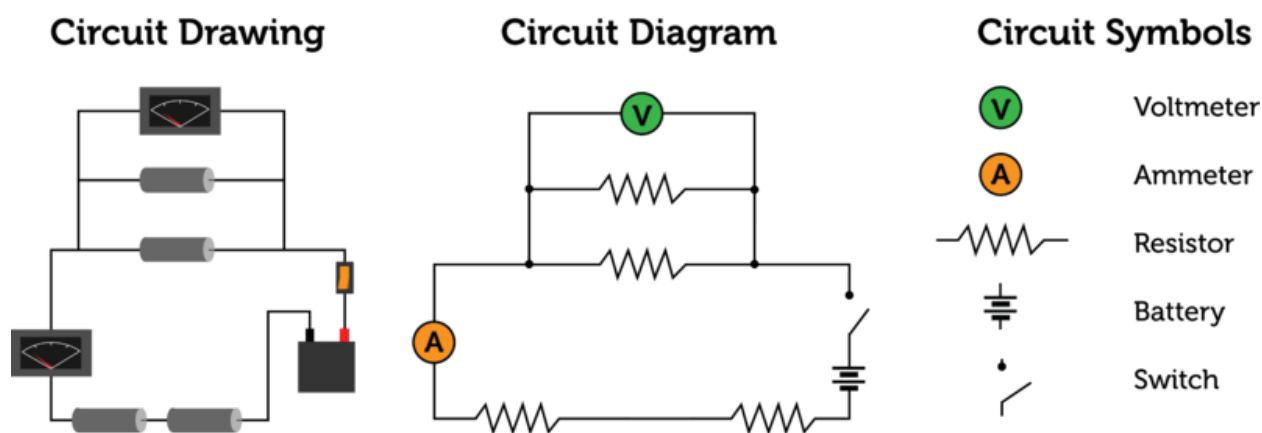 Circuit Drawing
Circuit Diagram
Circuit Symbols
V
A
V Voltmeter
A Ammeter
Resistor
Battery
Switch